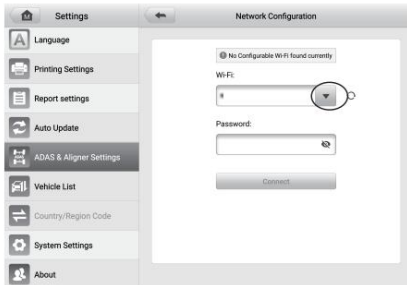 Settings
Network Configuration
Language
Printing Settings
Report settings
Auto Update
ADAS & Aligner Settings
Vehicle List
Country/Region Code
System Settings
About
No Configurable Wi-Fi found currently
Wi-Fi:
Password:
Connect